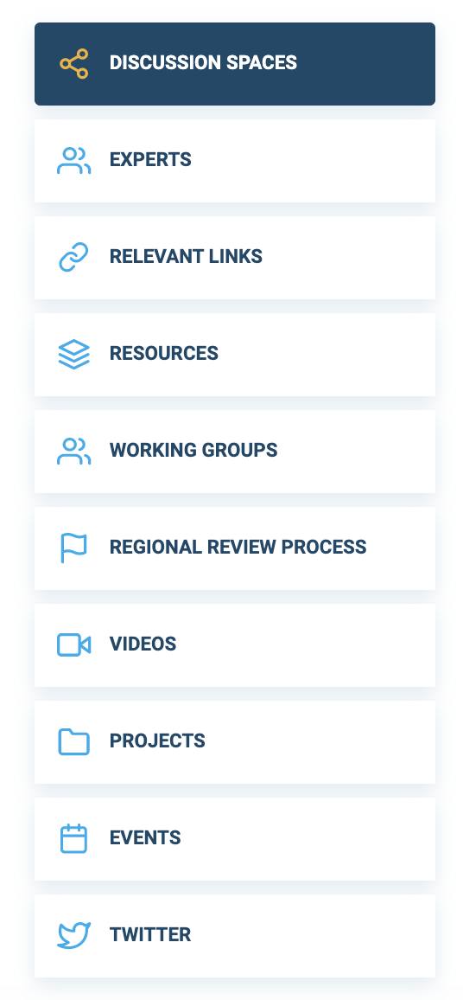 DISCUSSION SPACES
EXPERTS
RELEVANT LINKS
RESOURCES
WORKING GROUPS
REGIONAL REVIEW PROCESS
VIDEOS
PROJECTS
EVENTS
TWITTER